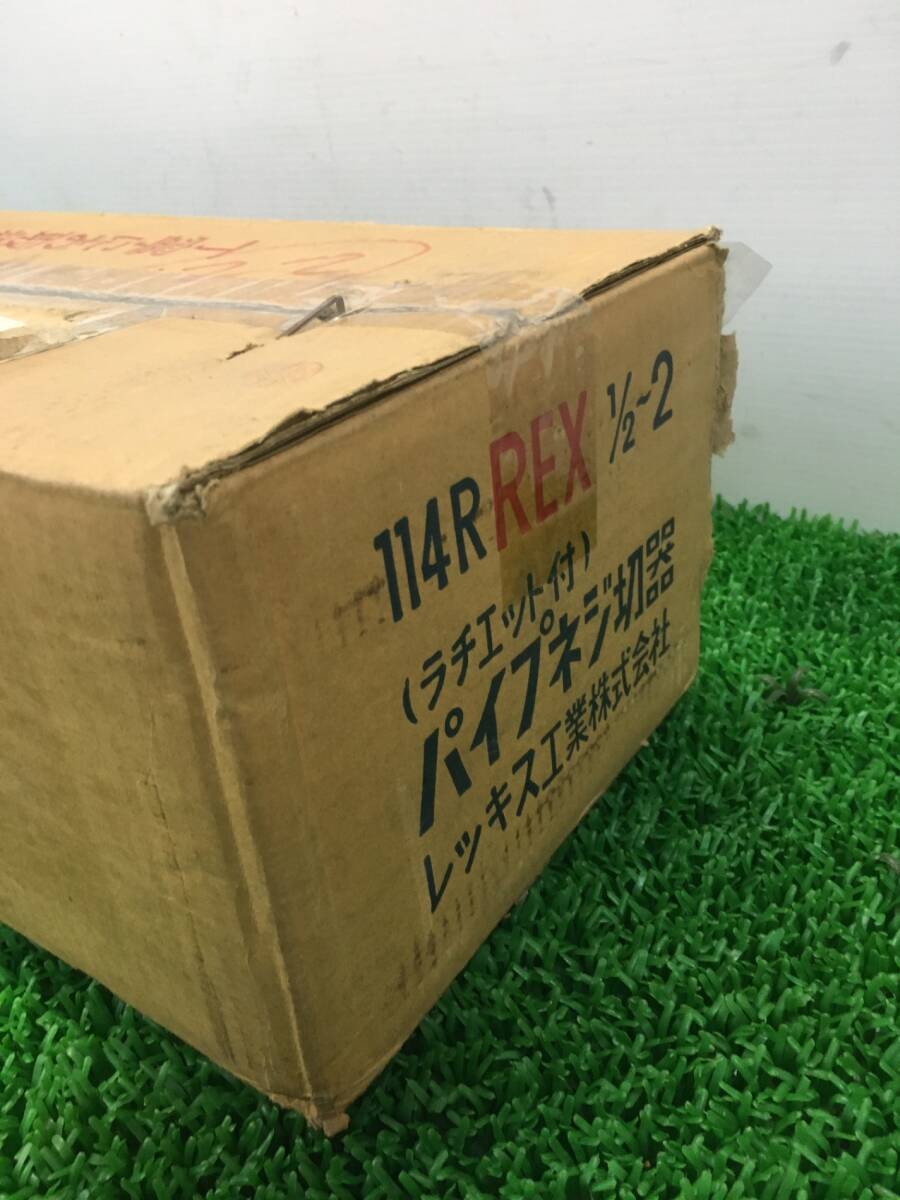 114R REX 1/2~2
(ラチエット付)
パイプネジ切器
レッキス工業株式会社